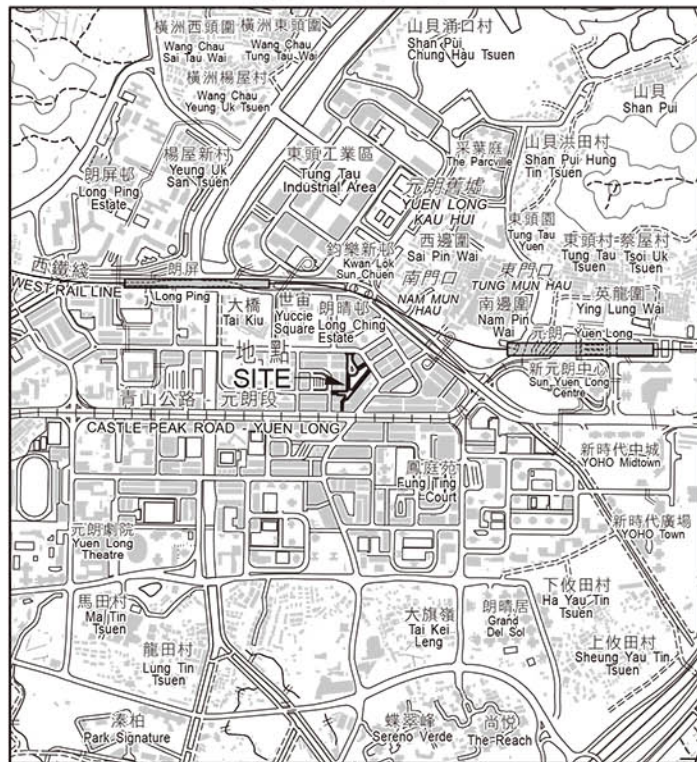 橫洲西頭圍
Wang Chau
Sai Tau Wai
橫洲東頭圍
Wang Chau
Tung Tau Wai
橫洲楊屋村
Wang Chau
Yeung Uk Tsuen
山貝涌口村
Shan Pui
Chung Hau Tsuen
山貝
Shan Pui
楊屋新村
Yeung Uk
San Tsuen
朗屏邨
Long Ping
Estate
東頭工業區
Tung Tau
Industrial Area
采葉庭
The Parcville
山貝洪田村
Shan Pui Hung
Tin Tsuen
元朗舊墟
YUEN LONG
KAU HUI
東頭園
Tung Tau
Yuen
西邊圍
Sai Pin Wai
鈞樂新邨
Kwan Lok
Sun Chuen
南門口
NAM MUN
HAU
東門口
TUNG MUN HAU
東頭村
Tung Tau
Tsuen
蔡屋村
Tsoi Uk
Tsuen
南邊圍
Nam Pin
Wai
英龍圍
Ying Lung Wai
西鐵綫
WEST RAIL LINE
朗屏
Long Ping
大橋
Tai Kiu
世宙
Yuccie
Square
朗晴邨
Long Ching
Estate
元朗
Yuen Long
新元朗中心
Sun Yuen Long
Centre
地點
SITE
青山公路 - 元朗段
CASTLE PEAK ROAD - YUEN LONG
新時代中城
YOHO Midtown
鳳庭苑
Fung Ting
Court
新時代廣場
YOHO Town
元朗劇院
Yuen Long
Theatre
馬田村
Ma Tin
Tsuen
龍田村
Lung Tin
Tsuen
大旗嶺
Tai Kei
Leng
朗晴居
Grand
Del Sol
下攸田村
Ha Yau Tin
Tsuen
上攸田村
Sheung Yau Tin
Tsuen
溱柏
Park Signature
蝶翠峰
Sereno Verde
尚悦
The Reach